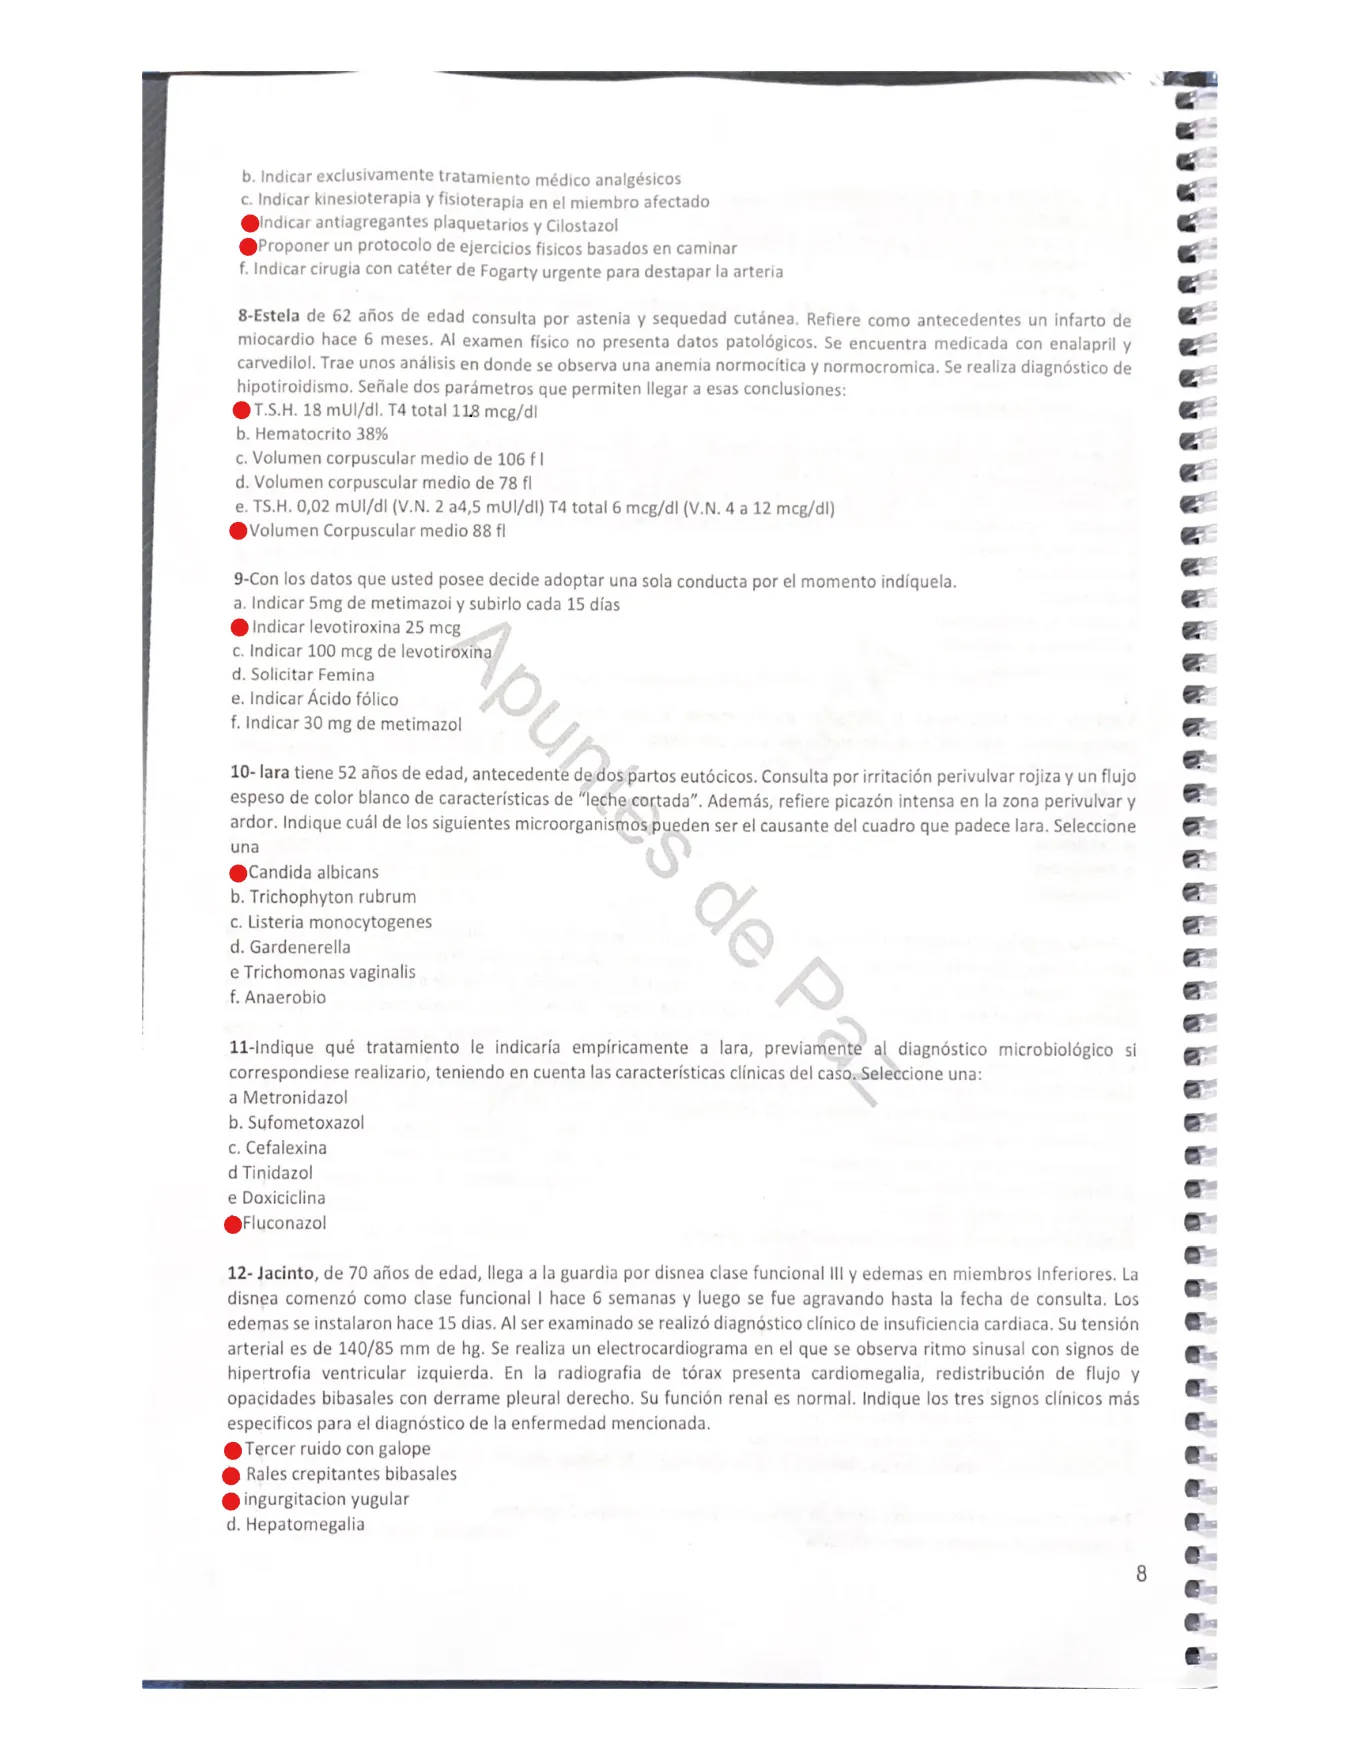 b. Indicar exclusivamente tratamiento médico analgésicos
c. Indicar kinesioterapia y fisioterapia en el miembro afectado
Indicar antiagregantes plaquetarios y Cilostazol
Proponer un protocolo de ejercicios fisicos basados en caminar
f. Indicar cirugia con catéter de Fogarty urgente para destapar la arteria
8-Estela de 62 años de edad consulta por astenia y sequedad cutánea. Refiere como antecedentes un infarto de
miocardio hace 6 meses. Al examen físico no presenta datos patológicos. Se encuentra medicada con enalapril y
carvedilol. Trae unos análisis en donde se observa una anemia normocítica y normocromica. Se realiza diagnóstico de
hipotiroidismo. Señale dos parámetros que permiten llegar a esas conclusiones:
T.S.H. 18 mUI/dl. T4 total 1.8 mcg/dl
b. Hematocrito 38%
c. Volumen corpuscular medio de 106 f l
d. Volumen corpuscular medio de 78 fl
e. TS.H. 0,02 mUl/dl (V.N. 2 a4,5 mUl/dl) T4 total 6 mcg/dl (V.N. 4 a 12 mcg/dl)
Volumen Corpuscular medio 88 fl
9-Con los datos que usted posee decide adoptar una sola conducta por el momento indíquela.
a. Indicar 5mg de metimazoi y subirlo cada 15 días
Indicar levotiroxina 25 mcg
c. Indicar 100 mcg de levotiroxina
d. Solicitar Femina
e. Indicar Ácido fólico
f. Indicar 30 mg de metimazol
10- lara tiene 52 años de edad, antecedente de dos partos eutócicos. Consulta por irritación perivulvar rojiza y un flujo
espeso de color blanco de características de "leche cortada". Además, refiere picazón intensa en la zona perivulvar y
ardor. Indique cuál de los siguientes microorganismos pueden ser el causante del cuadro que padece lara. Seleccione
una
Candida albicans
b. Trichophyton rubrum
c. Listeria monocytogenes
d. Gardenerella
e Trichomonas vaginalis
f. Anaerobio
11-Indique qué tratamiento le indicaría empíricamente a lara, previamente al diagnóstico microbiológico si
correspondiese realizario, teniendo en cuenta las características clínicas del caso. Seleccione una:
a Metronidazol
b. Sufometoxazol
c. Cefalexina
d Tinidazol
e Doxiciclina
Fluconazol
12- Jacinto, de 70 años de edad, llega a la guardia por disnea clase funcional III y edemas en miembros Inferiores. La
disnea comenzó como clase funcional I hace 6 semanas y luego se fue agravando hasta la fecha de consulta. Los
edemas se instalaron hace 15 dias. Al ser examinado se realizó diagnóstico clínico de insuficiencia cardiaca. Su tensión
arterial es de 140/85 mm de hg. Se realiza un electrocardiograma en el que se observa ritmo sinusal con signos de
hipertrofia ventricular izquierda. En la radiografia de tórax presenta cardiomegalia, redistribución de flujo y
opacidades bibasales con derrame pleural derecho. Su función renal es normal. Indique los tres signos clínicos más
especificos para el diagnóstico de la enfermedad mencionada.
Tercer ruido con galope
Rales crepitantes bibasales
ingurgitacion yugular
d. Hepatomegalia
8
Apuntes de Paz